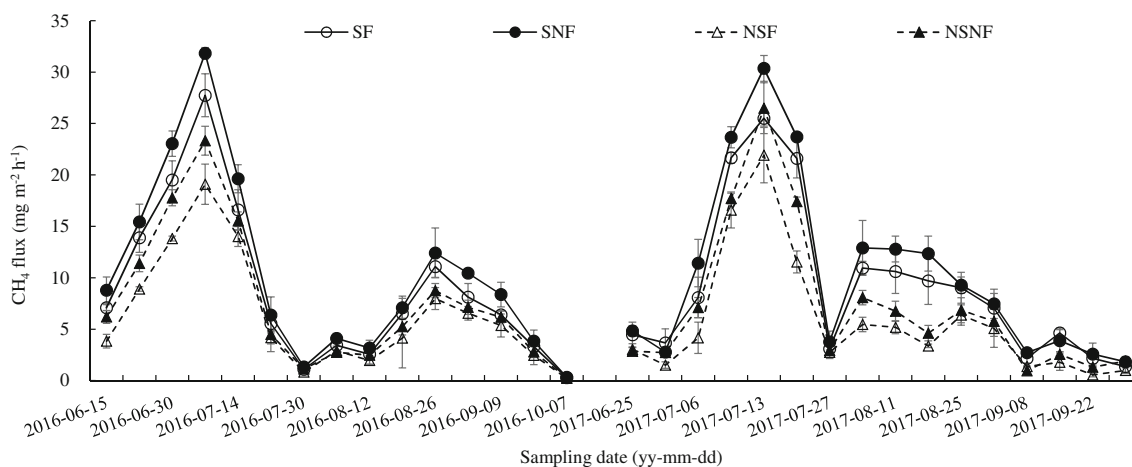 SF SNF NSF NSNF
CH₄ flux (mg m⁻² h⁻¹)
35
30
25
20
15
10
5
0
2016-06-15 2016-06-30 2016-07-14 2016-07-30 2016-08-12 2016-08-26 2016-09-09 2016-10-07 2017-06-25 2017-07-06 2017-07-13 2017-07-27 2017-08-11 2017-08-25 2017-09-08 2017-09-22
Sampling date (yy-mm-dd)